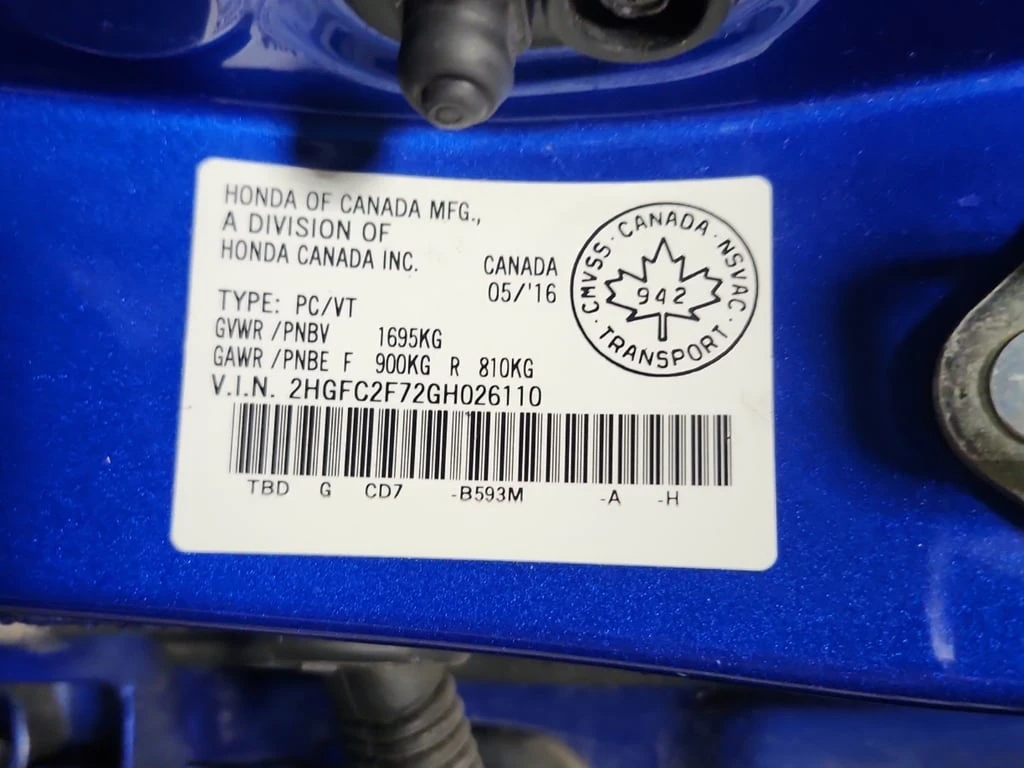 HONDA OF CANADA MFG.,
A DIVISION OF
HONDA CANADA INC.
CANADA
05/'16
TYPE: PC/VT
GVWR /PNBV 1695KG
GAWR /PNBE F 900KG R 810KG
V.I.N. 2HGFC2F72GH026110
TBD G CD7 -B593M -A -H
CMVSS · CANADA · NSVAC · TRANSPORT ·
942